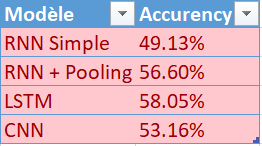 Modèle Accurency
RNN Simple 49.13%
RNN + Pooling 56.60%
LSTM 58.05%
CNN 53.16%